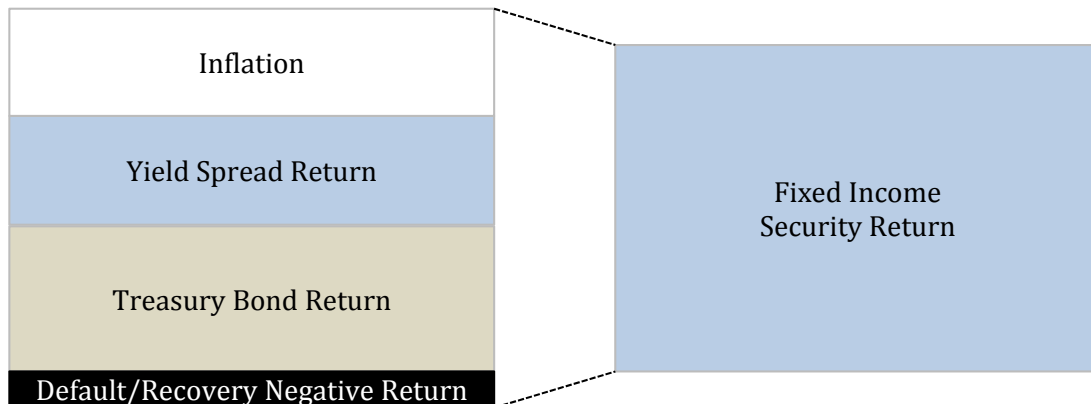 Inflation
Yield Spread Return
Treasury Bond Return
Default/Recovery Negative Return
Fixed Income
Security Return